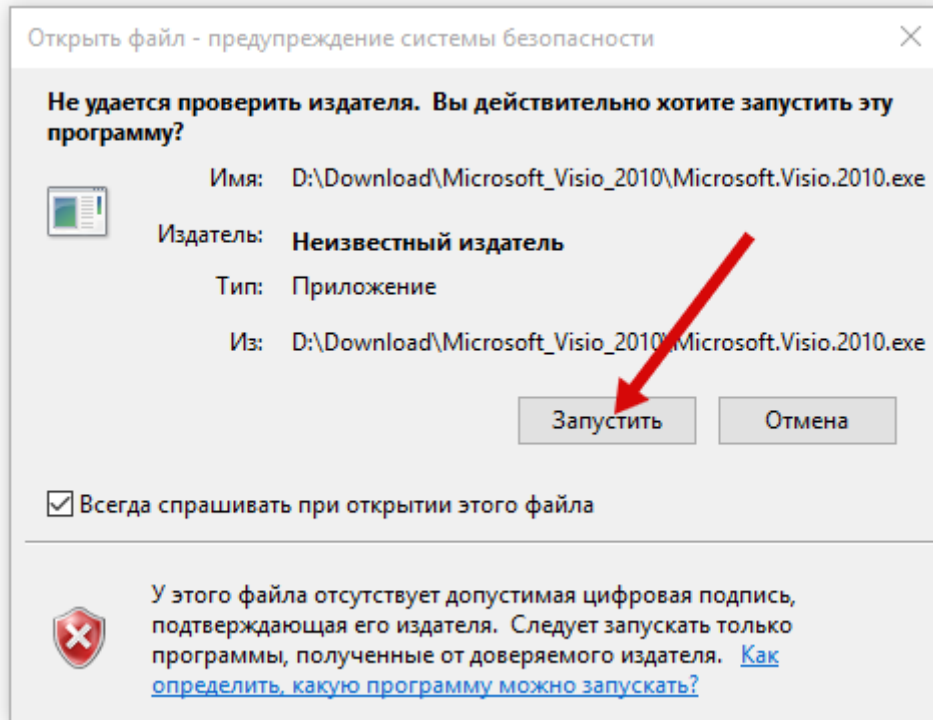 Открыть файл - предупреждение системы безопасности
Не удается проверить издателя. Вы действительно хотите запустить эту
программу?
Имя: D:\Download\Microsoft_Visio_2010\Microsoft.Visio.2010.exe
Издатель: Неизвестный издатель
Тип: Приложение
Из: D:\Download\Microsoft_Visio_2010\Microsoft.Visio.2010.exe
Запустить Отмена
Всегда спрашивать при открытии этого файла
У этого файла отсутствует допустимая цифровая подпись,
подтверждающая его издателя. Следует запускать только
программы, полученные от доверяемого издателя. Как
определить, какую программу можно запускать?